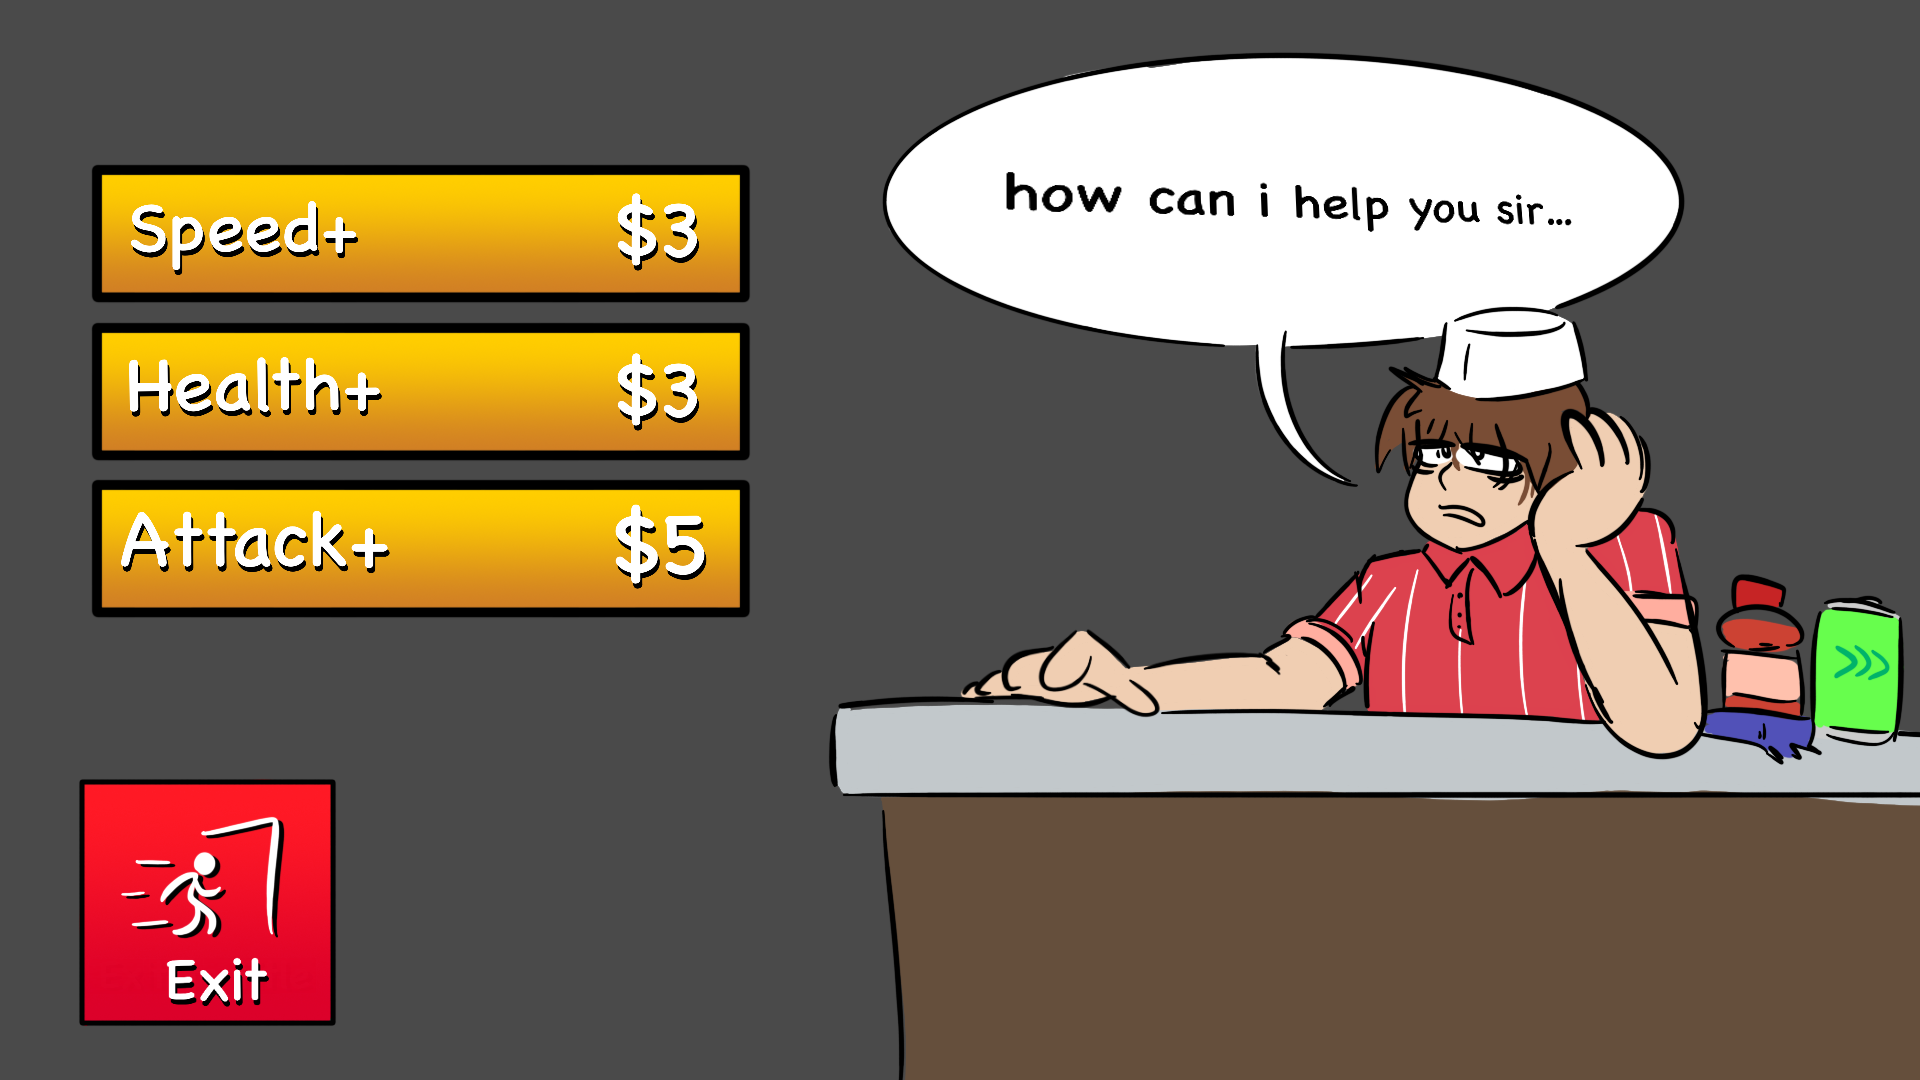 how can i help you sir...
Speed+ $3
Health+ $3
Attack+ $5
Exit